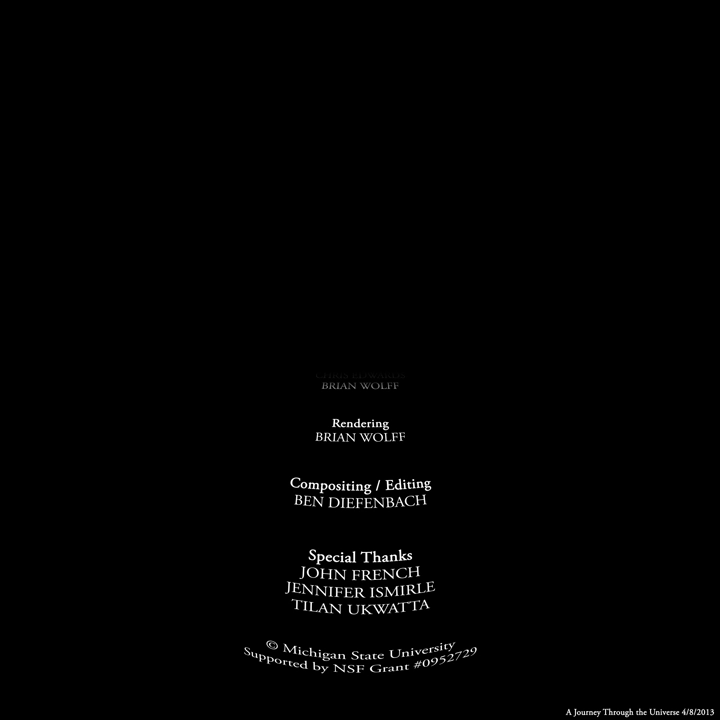 BRIAN WOLFF
Rendering
BRIAN WOLFF
Compositing / Editing
BEN DIEFENBACH
Special Thanks
JOHN FRENCH
JENNIFER ISMIRLE
TILAN UKWATTA
© Michigan State University
Supported by NSF Grant #0952729
A Journey Through the Universe 4/8/2013